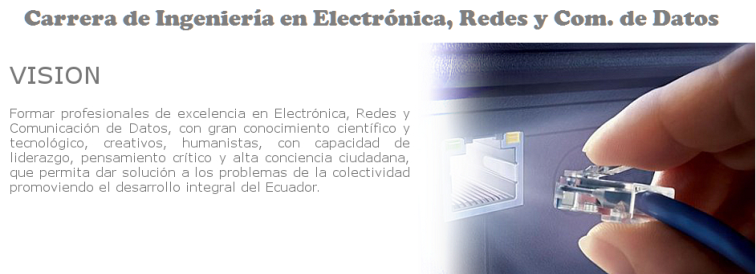 Carrera de Ingeniería en Electrónica, Redes y Com. de Datos
VISION
Formar profesionales de excelencia en Electrónica, Redes y
Comunicación de Datos, con gran conocimiento científico y
tecnológico, creativos, humanistas, con capacidad de
liderazgo, pensamiento crítico y alta conciencia ciudadana,
que permita dar solución a los problemas de la colectividad
promoviendo el desarrollo integral del Ecuador.